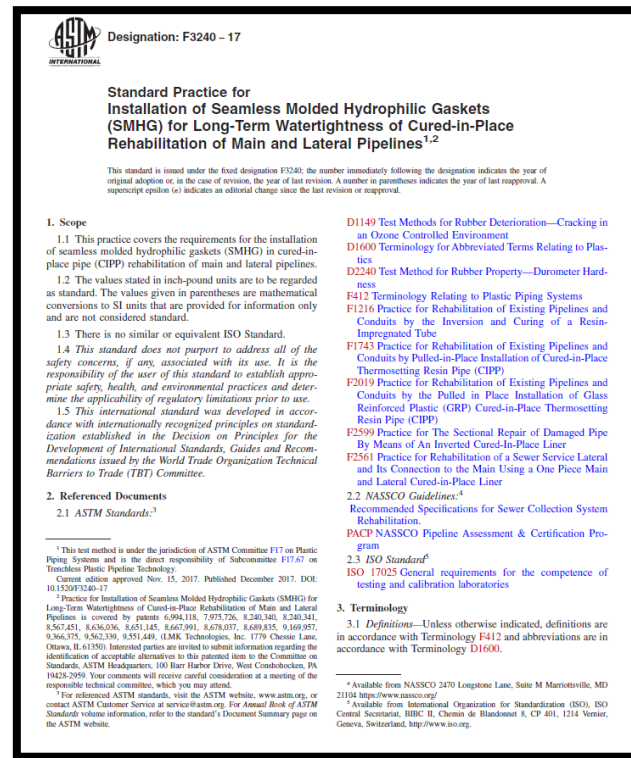 ASTM
INTERNATIONAL
Designation: F3240 – 17
Standard Practice for
Installation of Seamless Molded Hydrophilic Gaskets
(SMHG) for Long-Term Watertightness of Cured-in-Place
Rehabilitation of Main and Lateral Pipelines1,2
This standard is issued under the fixed designation F3240; the number immediately following the designation indicates the year of
original adoption or, in the case of revision, the year of last revision. A number in parentheses indicates the year of last reapproval. A
superscript epsilon (ε) indicates an editorial change since the last revision or reapproval.
1. Scope
1.1 This practice covers the requirements for the installation
of seamless molded hydrophilic gaskets (SMHG) in cured-in-
place pipe (CIPP) rehabilitation of main and lateral pipelines.
1.2 The values stated in inch-pound units are to be regarded
as standard. The values given in parentheses are mathematical
conversions to SI units that are provided for information only
and are not considered standard.
1.3 There is no similar or equivalent ISO Standard.
1.4 This standard does not purport to address all of the
safety concerns, if any, associated with its use. It is the
responsibility of the user of this standard to establish appro-
priate safety, health, and environmental practices and deter-
mine the applicability of regulatory limitations prior to use.
1.5 This international standard was developed in accor-
dance with internationally recognized principles on standard-
ization established in the Decision on Principles for the
Development of International Standards, Guides and Recom-
mendations issued by the World Trade Organization Technical
Barriers to Trade (TBT) Committee.
2. Referenced Documents
2.1 ASTM Standards:3
1 This test method is under the jurisdiction of ASTM Committee F17 on Plastic
Piping Systems and is the direct responsibility of Subcommittee F17.67 on
Trenchless Plastic Pipeline Technology.
Current edition approved Nov. 15, 2017. Published December 2017. DOI:
10.1520/F3240–17
2 Practice for Installation of Seamless Molded Hydrophilic Gaskets (SMHG) for
Long-Term Watertightness of Cured-in-Place Rehabilitation of Main and Lateral
Pipelines is covered by patents 6,994,118, 7,975,726, 8,240,340, 8,240,341,
8,567,451, 8,636,036, 8,651,145, 8,667,991, 8,678,037, 8,689,835, 9,169,957,
9,366,375, 9,562,339, 9,551,449, (LMK Technologies, Inc. 1779 Chessie Lane,
Ottawa, IL 61350). Interested parties are invited to submit information regarding the
identification of acceptable alternatives to this patented item to the Committee on
Standards, ASTM Headquarters, 100 Barr Harbor Drive, West Conshohocken, PA
19428-2959. Your comments will receive careful consideration at a meeting of the
responsible technical committee, which you may attend.
3 For referenced ASTM standards, visit the ASTM website, www.astm.org, or
contact ASTM Customer Service at service@astm.org. For Annual Book of ASTM
Standards volume information, refer to the standard's Document Summary page on
the ASTM website.
D1149 Test Methods for Rubber Deterioration—Cracking in
an Ozone Controlled Environment
D1600 Terminology for Abbreviated Terms Relating to Plas-
tics
D2240 Test Method for Rubber Property—Durometer Hard-
ness
F412 Terminology Relating to Plastic Piping Systems
F1216 Practice for Rehabilitation of Existing Pipelines and
Conduits by the Inversion and Curing of a Resin-
Impregnated Tube
F1743 Practice for Rehabilitation of Existing Pipelines and
Conduits by Pulled-in-Place Installation of Cured-in-Place
Thermosetting Resin Pipe (CIPP)
F2019 Practice for Rehabilitation of Existing Pipelines and
Conduits by the Pulled in Place Installation of Glass
Reinforced Plastic (GRP) Cured-in-Place Thermosetting
Resin Pipe (CIPP)
F2599 Practice for The Sectional Repair of Damaged Pipe
By Means of An Inverted Cured-In-Place Liner
F2561 Practice for Rehabilitation of a Sewer Service Lateral
and Its Connection to the Main Using a One Piece Main
and Lateral Cured-in-Place Liner
2.2 NASSCO Guidelines:4
Recommended Specifications for Sewer Collection System
Rehabilitation.
PACP NASSCO Pipeline Assessment & Certification Pro-
gram
2.3 ISO Standard5
ISO 17025 General requirements for the competence of
testing and calibration laboratories
3. Terminology
3.1 Definitions—Unless otherwise indicated, definitions are
in accordance with Terminology F412 and abbreviations are in
accordance with Terminology D1600.
4 Available from NASSCO 2470 Longstone Lane, Suite M Marriottsville, MD
21104 https://www.nassco.org/
5 Available from International Organization for Standardization (ISO), ISO
Central Secretariat, BIBC II, Chemin de Blandonnet 8, CP 401, 1214 Vernier,
Geneva, Switzerland, http://www.iso.org.